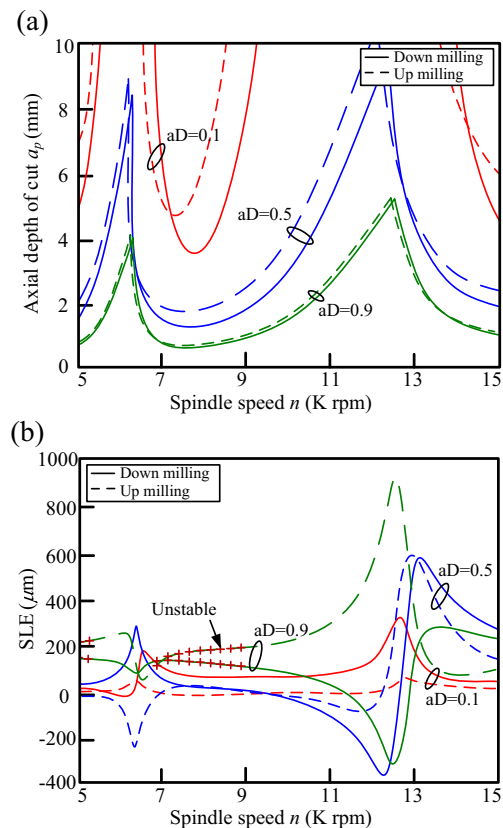 (a)
10
8
6
4
2
0
Axial depth of cut aₚ (mm)
Down milling
Up milling
aD=0.1
aD=0.5
aD=0.9
5 7 9 11 13 15
Spindle speed n (K rpm)
(b)
1000
800
600
400
200
0
-200
-400
SLE (μm)
Down milling
Up milling
Unstable
aD=0.9
aD=0.5
aD=0.1
5 7 9 11 13 15
Spindle speed n (K rpm)